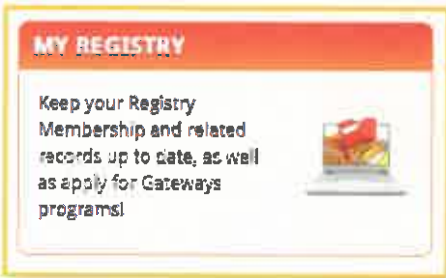 MY REGISTRY
Keep your Registry
Membership and related
records up to date, as well
as apply for Gateways
programs!